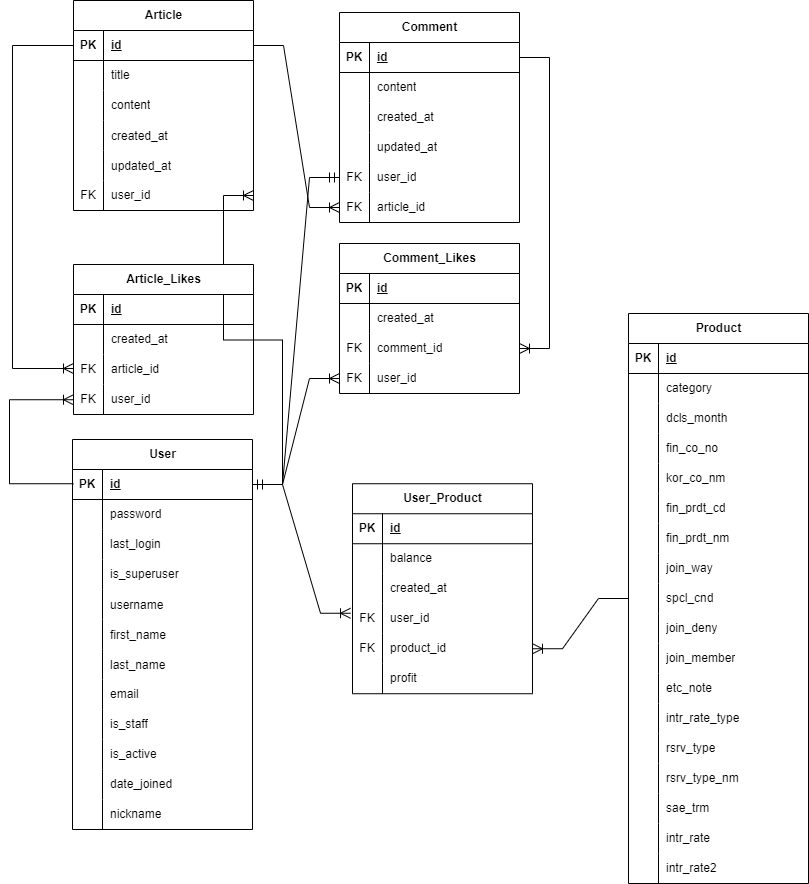 Article
PK id
title
content
created_at
updated_at
FK user_id
Comment
PK id
content
created_at
updated_at
FK user_id
FK article_id
Article_Likes
PK id
created_at
FK article_id
FK user_id
Comment_Likes
PK id
created_at
FK comment_id
FK user_id
User
PK id
password
last_login
is_superuser
username
first_name
last_name
email
is_staff
is_active
date_joined
nickname
User_Product
PK id
balance
created_at
FK user_id
FK product_id
profit
Product
PK id
category
dcls_month
fin_co_no
kor_co_nm
fin_prdt_cd
fin_prdt_nm
join_way
spcl_cnd
join_deny
join_member
etc_note
intr_rate_type
rsrv_type
rsrv_type_nm
sae_trm
intr_rate
intr_rate2